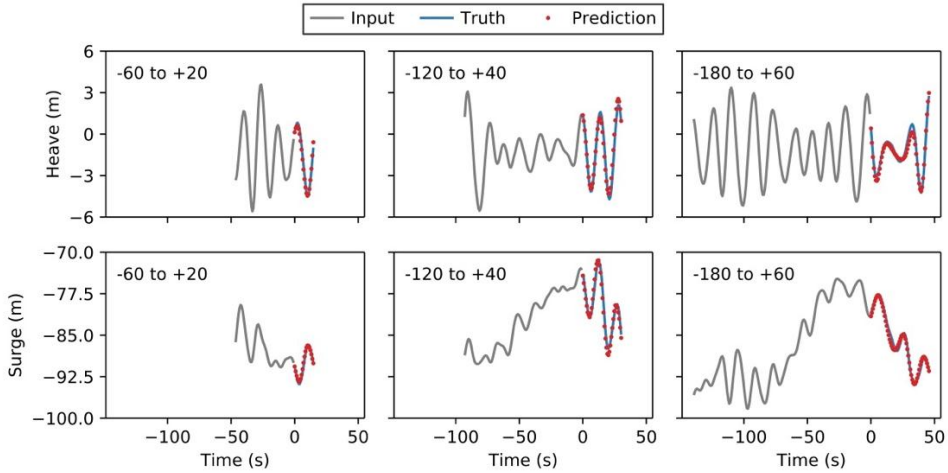 Input Truth Prediction
6
3
0
−3
−6
Heave (m)
-60 to +20
-120 to +40
-180 to +60
−70.0
−77.5
−85.0
−92.5
−100.0
Surge (m)
-60 to +20
-120 to +40
-180 to +60
−100 −50 0 50
−100 −50 0 50
−100 −50 0 50
Time (s)
Time (s)
Time (s)